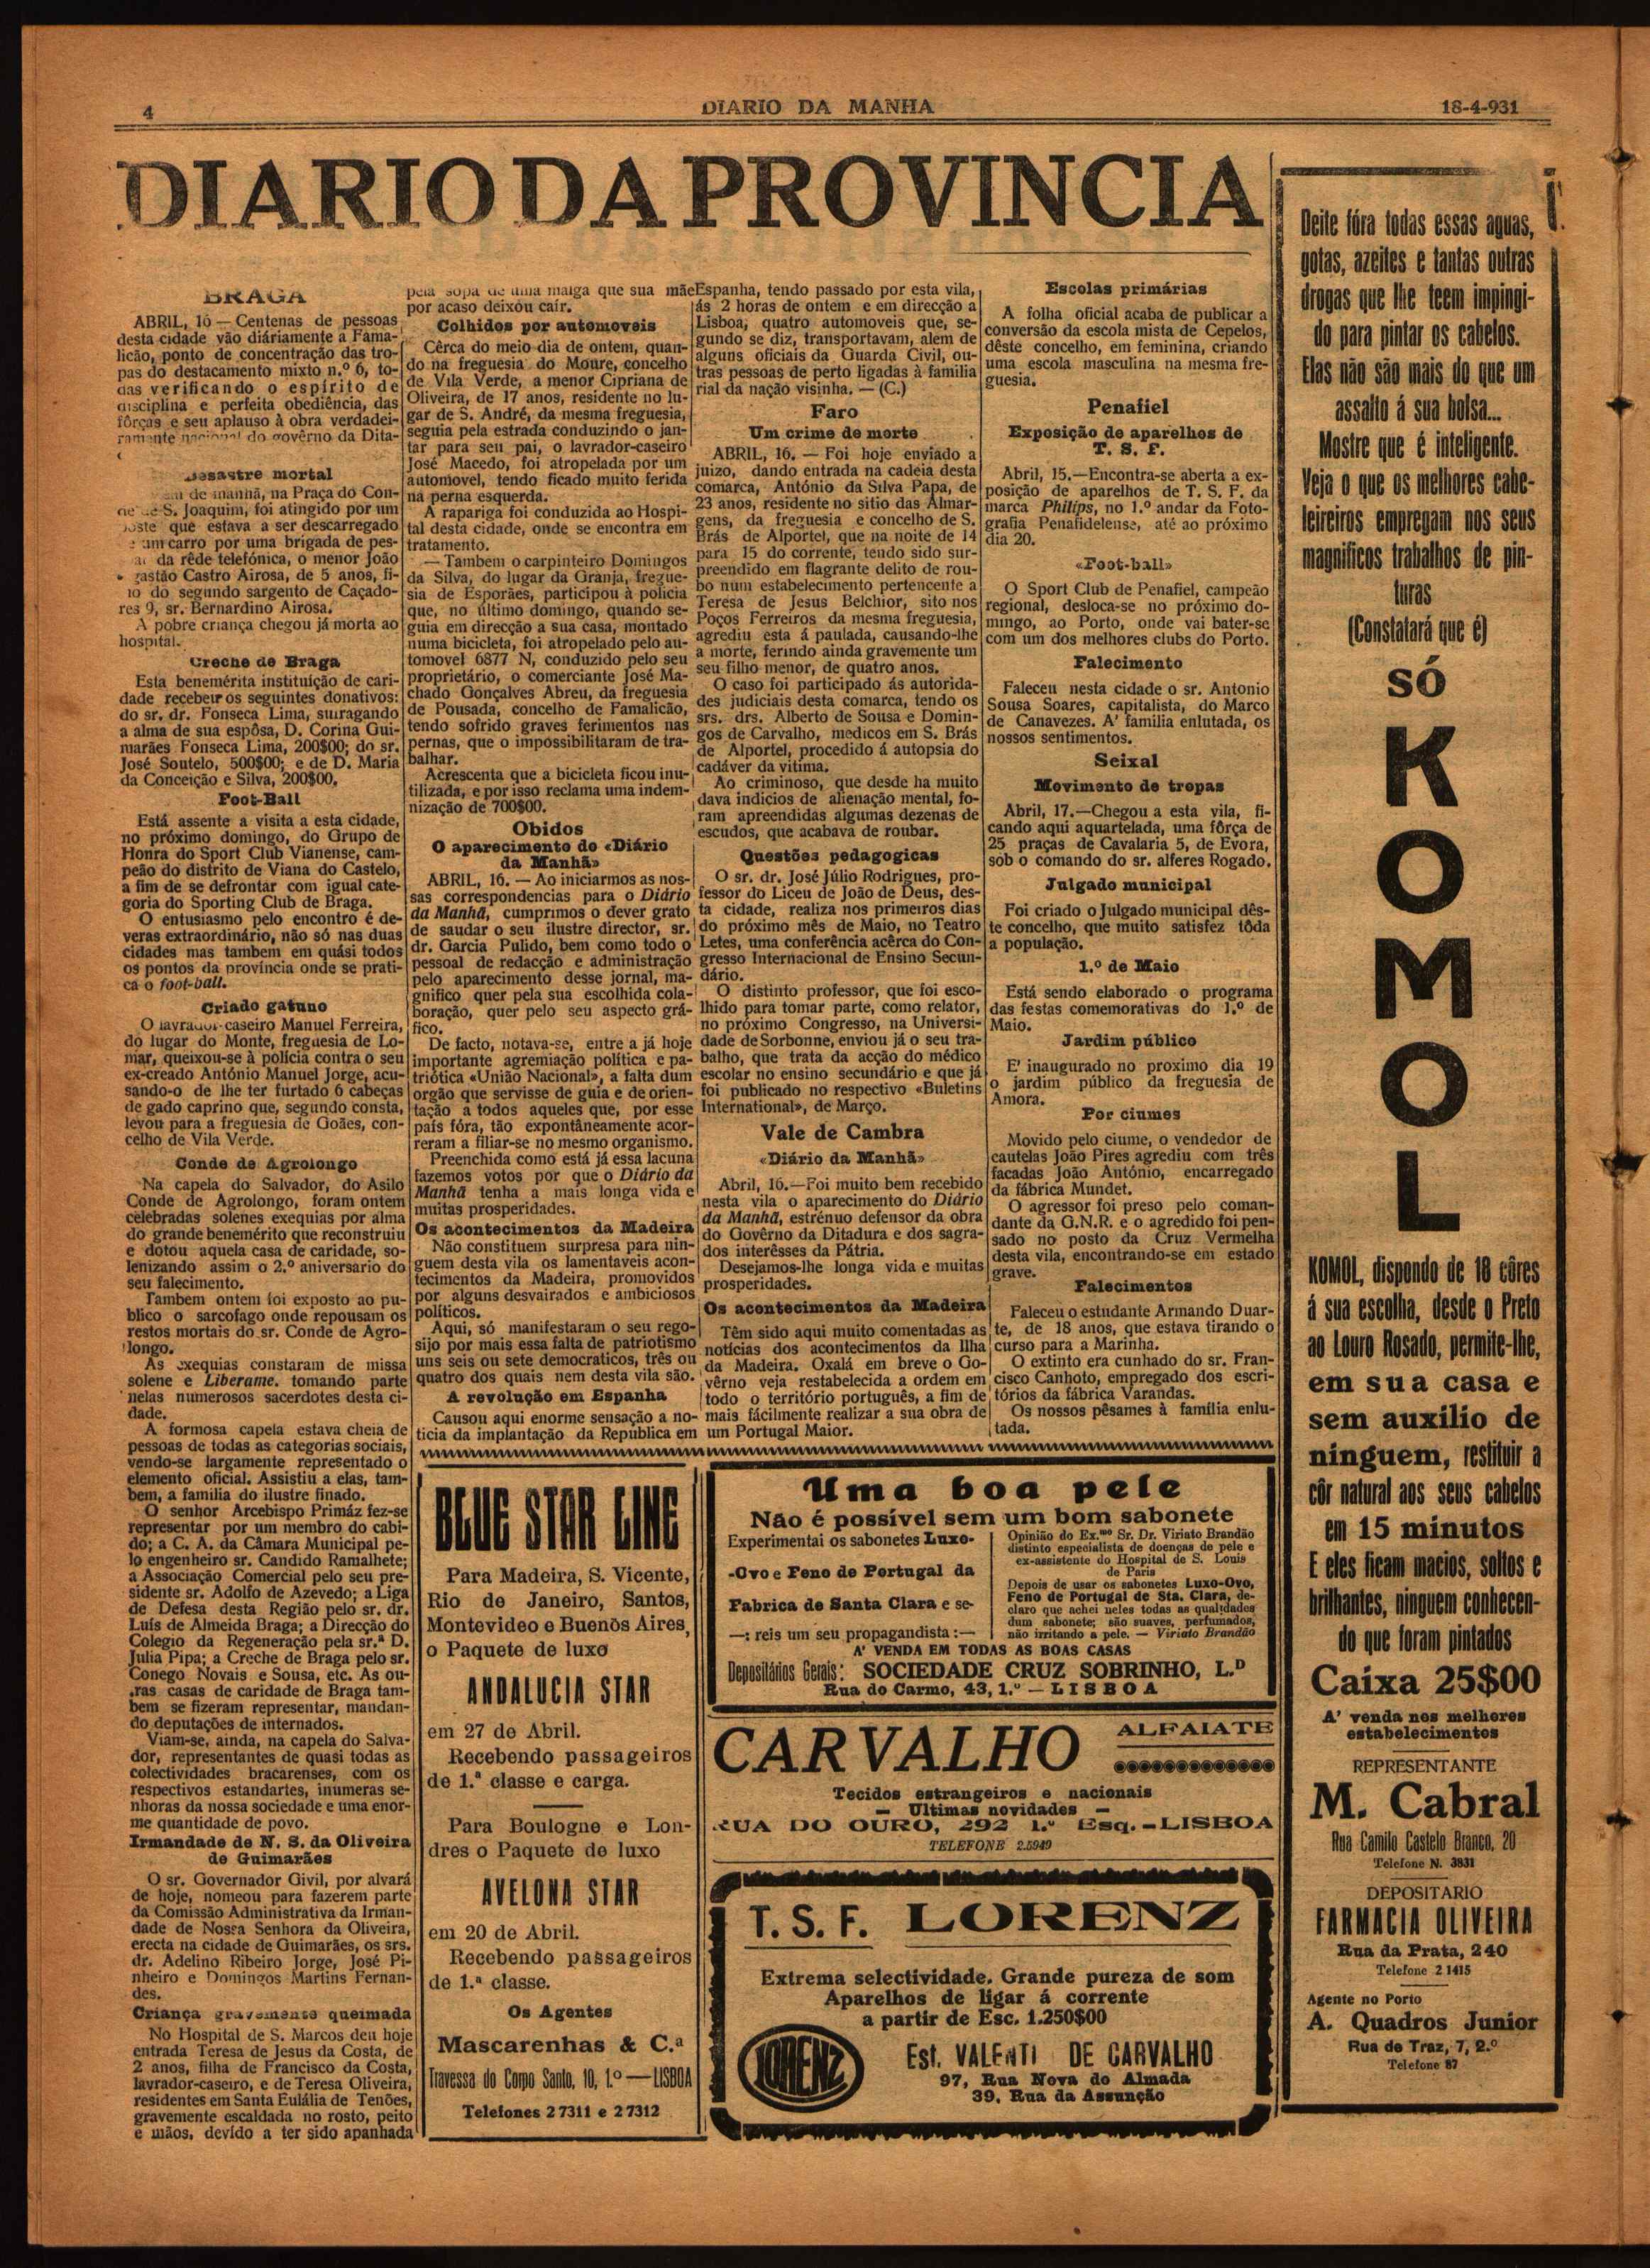 4
DIARIO DA MANHA
18-4-931
DIARIO DA PROVINCIA
BRAGA
ABRIL, 16 — Centenas de pessoas
desta cidade vão diáriamente a Fama-
licão, ponto de concentração das tro-
pas do destacamento mixto n.º 6, to-
das verificando o espírito de
disciplina e perfeita obediência, das
fôrças e seu aplauso à obra verdadei-
ramente nacional do govêrno da Dita-
Desastre mortal
de manhã, na Praça do Con-
de S. Joaquim, foi atingido por um
poste que estava a ser descarregado
um carro por uma brigada de pes-
da rêde telefónica, o menor João
Gastão Castro Airosa, de 5 anos, fi-
lo do segundo sargento de Caçado-
res 9, sr. Bernardino Airosa.
A pobre criança chegou já morta ao
hospital.
Creche de Braga
Esta benemérita instituição de cari-
dade recebeu os seguintes donativos:
do sr. dr. Fonseca Lima, sufragando
a alma de sua espôsa, D. Corina Gui-
marães Fonseca Lima, 200$00; do sr.
José Soutelo, 500$00; e de D. Maria
da Conceição e Silva, 200$00.
Foot-Ball
Está assente a visita a esta cidade,
no próximo domingo, do Grupo de
Honra do Sport Club Vianense, cam-
peão do distrito de Viana do Castelo,
a fim de se defrontar com igual cate-
goria do Sporting Club de Braga.
O entusiasmo pelo encontro é de-
veras extraordinário, não só nas duas
cidades mas tambem em quási todos
os pontos da província onde se prati-
ca o foot-ball.
Criado gatuno
O lavrador-caseiro Manuel Ferreira,
do lugar do Monte, freguesia de Lo-
mar, queixou-se à polícia contra o seu
ex-creado António Manuel Jorge, acu-
sando-o de lhe ter furtado 6 cabeças
de gado caprino que, segundo consta,
levou para a freguesia de Goães, con-
celho de Vila Verde.
Conde de Agrolongo
Na capela do Salvador, do Asilo
Conde de Agrolongo, foram ontem
celebradas solenes exequias por alma
do grande benemérito que reconstruiu
e dotou aquela casa de caridade, so-
lenizando assim o 2.º aniversario do
seu falecimento.
Tambem ontem foi exposto ao pu-
blico o sarcofago onde repousam os
restos mortais do sr. Conde de Agro-
longo.
As exequias constaram de missa
solene e Liberame, tomando parte
nelas numerosos sacerdotes desta ci-
dade.
A formosa capela estava cheia de
pessoas de todas as categorias sociais,
vendo-se largamente representado o
elemento oficial. Assistiu a elas, tam-
bem, a familia do ilustre finado.
O senhor Arcebispo Primáz fez-se
representar por um membro do cabi-
do; a C. A. da Câmara Municipal pe-
lo engenheiro sr. Candido Ramalhete;
a Associação Comercial pelo seu pre-
sidente sr. Adolfo de Azevedo; a Liga
de Defesa desta Região pelo sr. dr.
Luís de Almeida Braga; a Direcção do
Colegio da Regeneração pela sr.ª D.
Julia Pipa; a Creche de Braga pelo sr.
Conego Novais e Sousa, etc. As ou-
tras casas de caridade de Braga tam-
bem se fizeram representar, mandan-
do deputações de internados.
Viam-se, ainda, na capela do Salva-
dor, representantes de quasi todas as
colectividades bracarenses, com os
respectivos estandartes, inumeras se-
nhoras da nossa sociedade e uma enor-
me quantidade de povo.
Irmandade de N. S. da Oliveira
de Guimarães
O sr. Governador Givil, por alvará
de hoje, nomeou para fazerem parte
da Comissão Administrativa da Irman-
dade de Nossa Senhora da Oliveira,
erecta na cidade de Guimarães, os srs.
dr. Adelino Ribeiro Jorge, José Pi-
nheiro e Domingos Martins Fernan-
des.
Criança gravemente queimada
No Hospital de S. Marcos deu hoje
entrada Teresa de Jesus da Costa, de
2 anos, filha de Francisco da Costa,
lavrador-caseiro, e de Teresa Oliveira,
residentes em Santa Eulália de Tenões,
gravemente escaldada no rosto, peito
e mãos, devido a ter sido apanhada
pela sopa de uma malga que sua mãe
por acaso deixou cair.
Colhidos por automoveis
Cêrca do meio dia de ontem, quan-
do na freguesia do Moure, concelho
de Vila Verde, a menor Cipriana de
Oliveira, de 17 anos, residente no lu-
gar de S. André, da mesma freguesia,
seguia pela estrada conduzindo o jan-
tar para seu pai, o lavrador-caseiro
José Macedo, foi atropelada por um
automovel, tendo ficado muito ferida
na perna esquerda.
A rapariga foi conduzida ao Hospi-
tal desta cidade, onde se encontra em
tratamento.
— Tambem o carpinteiro Domingos
da Silva, do lugar da Granja, fregue-
sia de Esporães, participou à policia
que, no último domingo, quando se-
guia em direcção a sua casa, montado
numa bicicleta, foi atropelado pelo au-
tomovel 6877 N, conduzido pelo seu
proprietário, o comerciante José Ma-
chado Gonçalves Abreu, da freguesia
de Pousada, concelho de Famalicão,
tendo sofrido graves ferimentos nas
pernas, que o impossibilitaram de tra-
balhar.
Acrescenta que a bicicleta ficou inu-
tilizada, e por isso reclama uma indem-
nização de 700$00.
Obidos
O aparecimento do «Diário
da Manhã»
ABRIL, 16. — Ao iniciarmos as nos-
sas correspondencias para o Diário
da Manhã, cumprimos o dever grato
de saudar o seu ilustre director, sr.
dr. Garcia Pulido, bem como todo o
pessoal de redacção e administração
pelo aparecimento desse jornal, ma-
gnifico quer pela sua escolhida cola-
boração, quer pelo seu aspecto grá-
fico.
De facto, notava-se, entre a já hoje
importante agremiação política e pa-
triótica «União Nacional», a falta dum
orgão que servisse de guia e de orien-
tação a todos aqueles que, por esse
país fóra, tão expontâneamente acor-
reram a filiar-se no mesmo organismo.
Preenchida como está já essa lacuna
fazemos votos por que o Diário da
Manhã tenha a mais longa vida e
muitas prosperidades.
Os acontecimentos da Madeira
Não constituem surpresa para nin-
guem desta vila os lamentaveis acon-
tecimentos da Madeira, promovidos
por alguns desvairados e ambiciosos
políticos.
Aqui, só manifestaram o seu rego-
sijo por mais essa falta de patriotismo
uns seis ou sete democraticos, três ou
quatro dos quais nem desta vila são.
A revolução em Espanha
Causou aqui enorme sensação a no-
ticia da implantação da República em
Espanha, tendo passado por esta vila,
ás 2 horas de ontem e em direcção a
Lisboa, quatro automoveis que, se-
gundo se diz, transportavam, alem de
alguns oficiais da Guarda Civil, ou-
tras pessoas de perto ligadas à familia
rial da nação visinha. — (C.)
Faro
Um crime de morte
ABRIL, 16. — Foi hoje enviado a
juizo, dando entrada na cadeia desta
comarca, António da Silva Papa, de
23 anos, residente no sitio das Almar-
gens, da freguesia e concelho de S.
Brás de Alportel, que na noite de 14
para 15 do corrente, tendo sido sur-
preendido em flagrante delito de rou-
bo num estabelecimento pertencente a
Teresa de Jesus Belchior, sito nos
Poços Ferreiros da mesma freguesia,
agrediu esta á paulada, causando-lhe
a morte, ferindo ainda gravemente um
seu filho menor, de quatro anos.
O caso foi participado ás autorida-
des judiciais desta comarca, tendo os
srs. drs. Alberto de Sousa e Domin-
gos de Carvalho, medicos em S. Brás
de Alportel, procedido á autopsia do
cadáver da vitima.
Ao criminoso, que desde ha muito
dava indicios de alienação mental, fo-
ram apreendidas algumas dezenas de
escudos, que acabava de roubar.
Questões pedagogicas
O sr. dr. José Júlio Rodrigues, pro-
fessor do Liceu de João de Deus, des-
ta cidade, realiza nos primeiros dias
do próximo mês de Maio, no Teatro
Letes, uma conferência acêrca do Con-
gresso Internacional de Ensino Secun-
dário.
O distinto professor, que foi esco-
lhido para tomar parte, como relator,
no próximo Congresso, na Universi-
dade de Sorbonne, enviou já o seu tra-
balho, que trata da acção do médico
escolar no ensino secundário e que já
foi publicado no respectivo «Buletins
International», de Março.
Vale de Cambra
«Diário da Manhã»
Abril, 16.—Foi muito bem recebido
nesta vila o aparecimento do Diário
da Manhã, estrénuo defensor da obra
do Govêrno da Ditadura e dos sagra-
dos interêsses da Pátria.
Desejamos-lhe longa vida e muitas
prosperidades.
Os acontecimentos da Madeira
Têm sido aqui muito comentadas as
noticias dos acontecimentos da Ilha
da Madeira. Oxalá em breve o Go-
vêrno veja restabelecida a ordem em
todo o território português, a fim de
mais fácilmente realizar a sua obra de
um Portugal Maior.
Escolas primárias
A folha oficial acaba de publicar a
conversão da escola mista de Cepelos,
dêste concelho, em feminina, criando
uma escola masculina na mesma fre-
guesia.
Penafiel
Exposição de aparelhos de
T. S. F.
Abril, 15.—Encontra-se aberta a ex-
posição de aparelhos de T. S. F. da
marca Philips, no 1.º andar da Foto-
grafia Penafidelense, até ao próximo
dia 20.
«Foot-ball»
O Sport Club de Penafiel, campeão
regional, desloca-se no próximo do-
mingo, ao Porto, onde vai bater-se
com um dos melhores clubs do Porto.
Falecimento
Faleceu nesta cidade o sr. Antonio
Sousa Soares, capitalista, do Marco
de Canavezes. A' familia enlutada, os
nossos sentimentos.
Seixal
Movimento de tropas
Abril, 17.—Chegou a esta vila, fi-
cando aqui aquartelada, uma fôrça de
25 praças de Cavalaria 5, de Evora,
sob o comando do sr. alferes Rogado.
Julgado municipal
Foi criado o Julgado municipal dês-
te concelho, que muito satisfez tôda
a população.
1.º de Maio
Está sendo elaborado o programa
das festas comemorativas do 1.º de
Maio.
Jardim público
E' inaugurado no proximo dia 19
o jardim público da freguesia de
Amora.
Por ciumes
Movido pelo ciume, o vendedor de
cautelas João Pires agrediu com três
facadas João António, encarregado
da fábrica Mundet.
O agressor foi preso pelo coman-
dante da G.N.R. e o agredido foi pen-
sado no posto da Cruz Vermelha
desta vila, encontrando-se em estado
grave.
Falecimentos
Faleceu o estudante Armando Duar-
te, de 18 anos, que estava tirando o
curso para a Marinha.
O extinto era cunhado do sr. Fran-
cisco Canhoto, empregado dos escri-
tórios da fábrica Varandas.
Os nossos pêsames à família enlu-
tada.
BLUE STAR LINE
Para Madeira, S. Vicente,
Rio de Janeiro, Santos,
Montevideo e Buenos Aires,
o Paquete de luxo
ANDALUCIA STAR
em 27 de Abril.
Recebendo passageiros
de 1.ª classe e carga.
Para Boulogne e Lon-
dres o Paquete de luxo
AVELONA STAR
em 20 de Abril.
Recebendo passageiros
de 1.ª classe.
Os Agentes
Mascarenhas & C.ª
Travessa do Corpo Santo, 10, 1.º — LISBOA
Telefones 27311 e 27312
Uma boa pele
Não é possível sem um bom sabonete
Experimentai os sabonetes Luxo-
-Ovo e Feno de Portugal da
Fabrica de Santa Clara e se-
—: reis um seu propagandista :—
Opinião do Ex.mo Sr. Dr. Viriato Brandão
distinto especialista de doenças de pele e
ex-assistente do Hospital de S. Louis
de Paris
Depois de usar os sabonetes Luxo-Ovo,
Feno de Portugal de Sta. Clara, de-
claro que achei neles todas as qualidades
dum sabonete; são suaves, perfumados,
não irritando a pele. — Viriato Brandão
A' VENDA EM TODAS AS BOAS CASAS
Depositários Gerais: SOCIEDADE CRUZ SOBRINHO, L.D
Rua do Carmo, 43, 1.º — LISBOA
CARVALHO ALFAIATE
Tecidos estrangeiros e nacionais
— Ultimas novidades —
RUA DO OURO, 292 1.º Esq. — LISBOA
TELEFONE 2.5949
T. S. F. LORENZ
Extrema selectividade. Grande pureza de som
Aparelhos de ligar á corrente
a partir de Esc. 1.250$00
LORENZ
Est. VALENTI DE CARVALHO
97, Rua Nova do Almada
39, Rua da Assunção
Deite fóra todas essas aguas,
gotas, azeites e tantas outras
drogas que lhe teem impingi-
do para pintar os cabelos.
Elas não são mais do que um
assalto á sua bolsa...
Mostre que é inteligente.
Veja o que os melhores cabe-
leireiros empregam nos seus
magnificos trabalhos de pin-
turas
(Constatará que é)
só
KOMOL
KOMOL, dispondo de 18 côres
á sua escolha, desde o Preto
ao Louro Rosado, permite-lhe,
em sua casa e
sem auxilio de
ninguem, restituir a
côr natural aos seus cabelos
em 15 minutos
E eles ficam macios, soltos e
brilhantes, ninguem conhecen-
do que foram pintados
Caixa 25$00
A' venda nos melhores
estabelecimentos
REPRESENTANTE
M. Cabral
Rua Camilo Castelo Branco, 20
Telefone N. 3831
DEPOSITARIO
FARMACIA OLIVEIRA
Rua da Prata, 240
Telefone 2 1415
Agente no Porto
A. Quadros Junior
Rua de Traz, 7, 2.º
Telefone 87